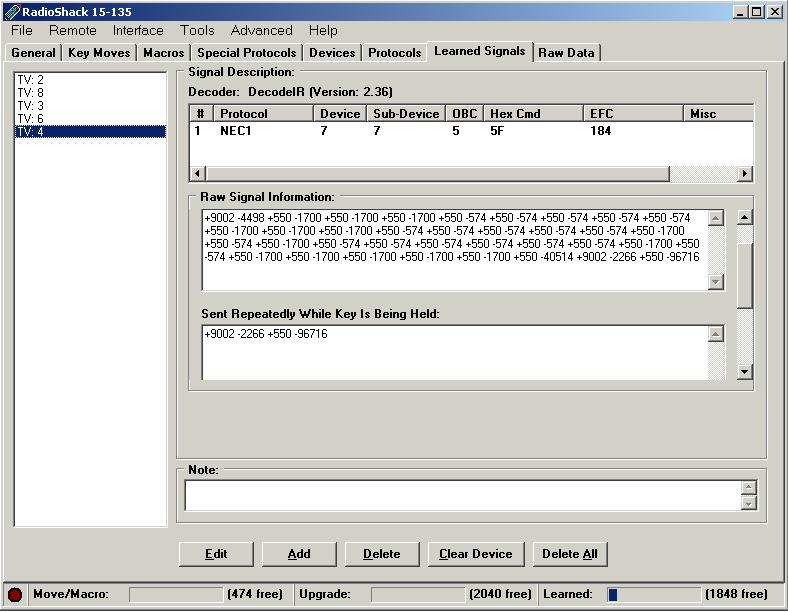 RadioShack 15-135
File Remote Interface Tools Advanced Help
General Key Moves Macros Special Protocols Devices Protocols Learned Signals Raw Data
TV: 2
TV: 8
TV: 3
TV: 6
TV: 4
Signal Description:
Decoder: DecodeIR (Version: 2.36)
# Protocol Device Sub-Device OBC Hex Cmd EFC Misc
1 NEC1 7 7 5 5F 184
Raw Signal Information:
+9002 -4498 +550 -1700 +550 -1700 +550 -1700 +550 -574 +550 -574 +550 -574 +550 -574 +550 -574
+550 -1700 +550 -1700 +550 -1700 +550 -574 +550 -574 +550 -574 +550 -574 +550 -574 +550 -1700
+550 -574 +550 -1700 +550 -574 +550 -574 +550 -574 +550 -574 +550 -574 +550 -1700 +550
-574 +550 -1700 +550 -1700 +550 -1700 +550 -1700 +550 -1700 +550 -40514 +9002 -2266 +550 -96716
Sent Repeatedly While Key Is Being Held:
+9002 -2266 +550 -96716
Note:
Edit Add Delete Clear Device Delete All
Move/Macro: (474 free) Upgrade: (2040 free) Learned: (1848 free)